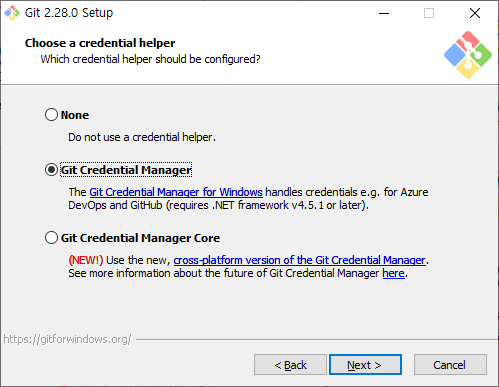 Git 2.28.0 Setup
Choose a credential helper
Which credential helper should be configured?
None
Do not use a credential helper.
Git Credential Manager
The Git Credential Manager for Windows handles credentials e.g. for Azure
DevOps and GitHub (requires .NET framework v4.5.1 or later).
Git Credential Manager Core
(NEW!) Use the new, cross-platform version of the Git Credential Manager.
See more information about the future of Git Credential Manager here.
https://gitforwindows.org/
< Back
Next >
Cancel